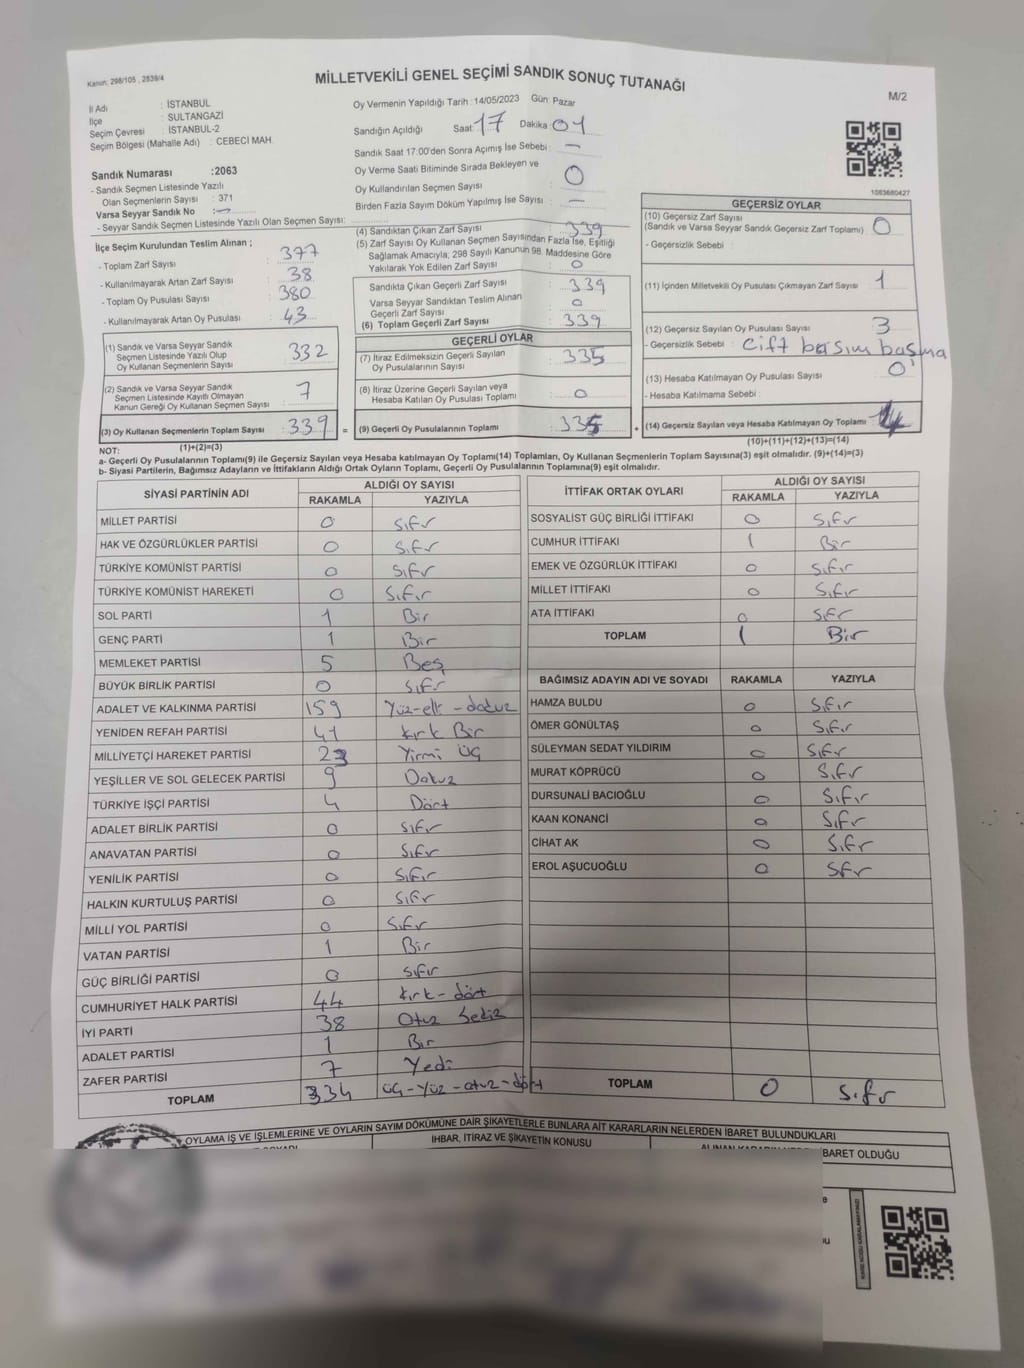 Kanun: 298/105, 2839/4
MİLLETVEKİLİ GENEL SEÇİMİ SANDIK SONUÇ TUTANAĞI
M/2
İl Adı : İSTANBUL
İlçe : SULTANGAZİ
Seçim Çevresi : İSTANBUL-2
Seçim Bölgesi (Mahalle Adı) : CEBECİ MAH.
Sandık Numarası :2063
- Sandık Seçmen Listesinde Yazılı
Olan Seçmenlerin Sayısı : 371
Varsa Seyyar Sandık No : —
- Seyyar Sandık Seçmen Listesinde Yazılı Olan Seçmen Sayısı:
Oy Vermenin Yapıldığı Tarih : 14/05/2023 Gün: Pazar
Sandığın Açıldığı Saat 17 Dakika 01
Sandık Saat 17:00'den Sonra Açımış İse Sebebi : —
Oy Verme Saati Bitiminde Sırada Bekleyen ve
Oy Kullandırılan Seçmen Sayısı : 0
Birden Fazla Sayım Döküm Yapılmış İse Sayısı : —
1083680427
İlçe Seçim Kurulundan Teslim Alınan ;
- Toplam Zarf Sayısı : 377
- Kullanılmayarak Artan Zarf Sayısı : 38
- Toplam Oy Pusulası Sayısı : 380
- Kullanılmayarak Artan Oy Pusulası : 43
(1) Sandık ve Varsa Seyyar Sandık
Seçmen Listesinde Yazılı Olup
Oy Kullanan Seçmenlerin Sayısı : 332
(2) Sandık ve Varsa Seyyar Sandık
Seçmen Listesinde Kayıtlı Olmayan
Kanun Gereği Oy Kullanan Seçmen Sayısı : 7
(3) Oy Kullanan Seçmenlerin Toplam Sayısı : 339 =
(1)+(2)=(3)
(4) Sandıktan Çıkan Zarf Sayısı : 339
(5) Zarf Sayısı Oy Kullanan Seçmen Sayısından Fazla İse, Eşitliği
Sağlamak Amacıyla; 298 Sayılı Kanunun 98. Maddesine Göre
Yakılarak Yok Edilen Zarf Sayısı : 0
Sandıkta Çıkan Geçerli Zarf Sayısı : 339
Varsa Seyyar Sandıktan Teslim Alınan
Geçerli Zarf Sayısı : 0
(6) Toplam Geçerli Zarf Sayısı : 339
GEÇERLİ OYLAR
(7) İtiraz Edilmeksizin Geçerli Sayılan
Oy Pusulalarının Sayısı : 335
(8) İtiraz Üzerine Geçerli Sayılan veya
Hesaba Katılan Oy Pusulası Toplamı : 0
(9) Geçerli Oy Pusulalarının Toplamı : 335 +
GEÇERSİZ OYLAR
(10) Geçersiz Zarf Sayısı
(Sandık ve Varsa Seyyar Sandık Geçersiz Zarf Toplamı) : 0
- Geçersizlik Sebebi :
(11) İçinden Milletvekili Oy Pusulası Çıkmayan Zarf Sayısı : 1
(12) Geçersiz Sayılan Oy Pusulası Sayısı : 3
- Geçersizlik Sebebi : Çift basım basma
(13) Hesaba Katılmayan Oy Pusulası Sayısı : 0
- Hesaba Katılmama Sebebi :
(14) Geçersiz Sayılan veya Hesaba Katılmayan Oy Toplamı : 4
(10)+(11)+(12)+(13)=(14)
NOT:
a- Geçerli Oy Pusulalarının Toplamı(9) ile Geçersiz Sayılan veya Hesaba katılmayan Oy Toplamı(14) Toplamları, Oy Kullanan Seçmenlerin Toplam Sayısına(3) eşit olmalıdır. (9)+(14)=(3)
b- Siyasi Partilerin, Bağımsız Adayların ve İttifakların Aldığı Ortak Oyların Toplamı, Geçerli Oy Pusulalarının Toplamına(9) eşit olmalıdır.
SİYASİ PARTİNİN ADI ALDIĞI OY SAYISI
RAKAMLA YAZIYLA
MİLLET PARTİSİ 0 Sıfır
HAK VE ÖZGÜRLÜKLER PARTİSİ 0 Sıfır
TÜRKİYE KOMÜNİST PARTİSİ 0 Sıfır
TÜRKİYE KOMÜNİST HAREKETİ 0 Sıfır
SOL PARTİ 1 Bir
GENÇ PARTİ 1 Bir
MEMLEKET PARTİSİ 5 Beş
BÜYÜK BİRLİK PARTİSİ 0 Sıfır
ADALET VE KALKINMA PARTİSİ 159 Yüz-elli-dokuz
YENİDEN REFAH PARTİSİ 41 Kırk Bir
MİLLİYETÇİ HAREKET PARTİSİ 23 Yirmi üç
YEŞİLLER VE SOL GELECEK PARTİSİ 9 Dokuz
TÜRKİYE İŞÇİ PARTİSİ 4 Dört
ADALET BİRLİK PARTİSİ 0 Sıfır
ANAVATAN PARTİSİ 0 Sıfır
YENİLİK PARTİSİ 0 Sıfır
HALKIN KURTULUŞ PARTİSİ 0 Sıfır
MİLLİ YOL PARTİSİ 0 Sıfır
VATAN PARTİSİ 1 Bir
GÜÇ BİRLİĞİ PARTİSİ 0 Sıfır
CUMHURİYET HALK PARTİSİ 44 Kırk-dört
İYİ PARTİ 38 Otuz Sekiz
ADALET PARTİSİ 1 Bir
ZAFER PARTİSİ 7 Yedi
TOPLAM 334 üç-yüz-otuz-dört
İTTİFAK ORTAK OYLARI ALDIĞI OY SAYISI
RAKAMLA YAZIYLA
SOSYALİST GÜÇ BİRLİĞİ İTTİFAKI 0 Sıfır
CUMHUR İTTİFAKI 1 Bir
EMEK VE ÖZGÜRLÜK İTTİFAKI 0 Sıfır
MİLLET İTTİFAKI 0 Sıfır
ATA İTTİFAKI 0 Sıfır
TOPLAM 1 Bir
BAĞIMSIZ ADAYIN ADI VE SOYADI RAKAMLA YAZIYLA
HAMZA BULDU 0 Sıfır
ÖMER GÖNÜLTAŞ 0 Sıfır
SÜLEYMAN SEDAT YILDIRIM 0 Sıfır
MURAT KÖPRÜCÜ 0 Sıfır
DURSUNALİ BACIOĞLU 0 Sıfır
KAAN KONANCİ 0 Sıfır
CİHAT AK 0 Sıfır
EROL AŞUCUOĞLU 0 Sıfır
TOPLAM 0 Sıfır
OYLAMA İŞ VE İŞLEMLERİNE VE OYLARIN SAYIM DÖKÜMÜNE DAİR ŞİKAYETLERLE BUNLARA AİT KARARLARIN NELERDEN İBARET BULUNDUKLARI
İHBAR, İTİRAZ VE ŞİKAYETİN KONUSU
BARET OLDUĞU